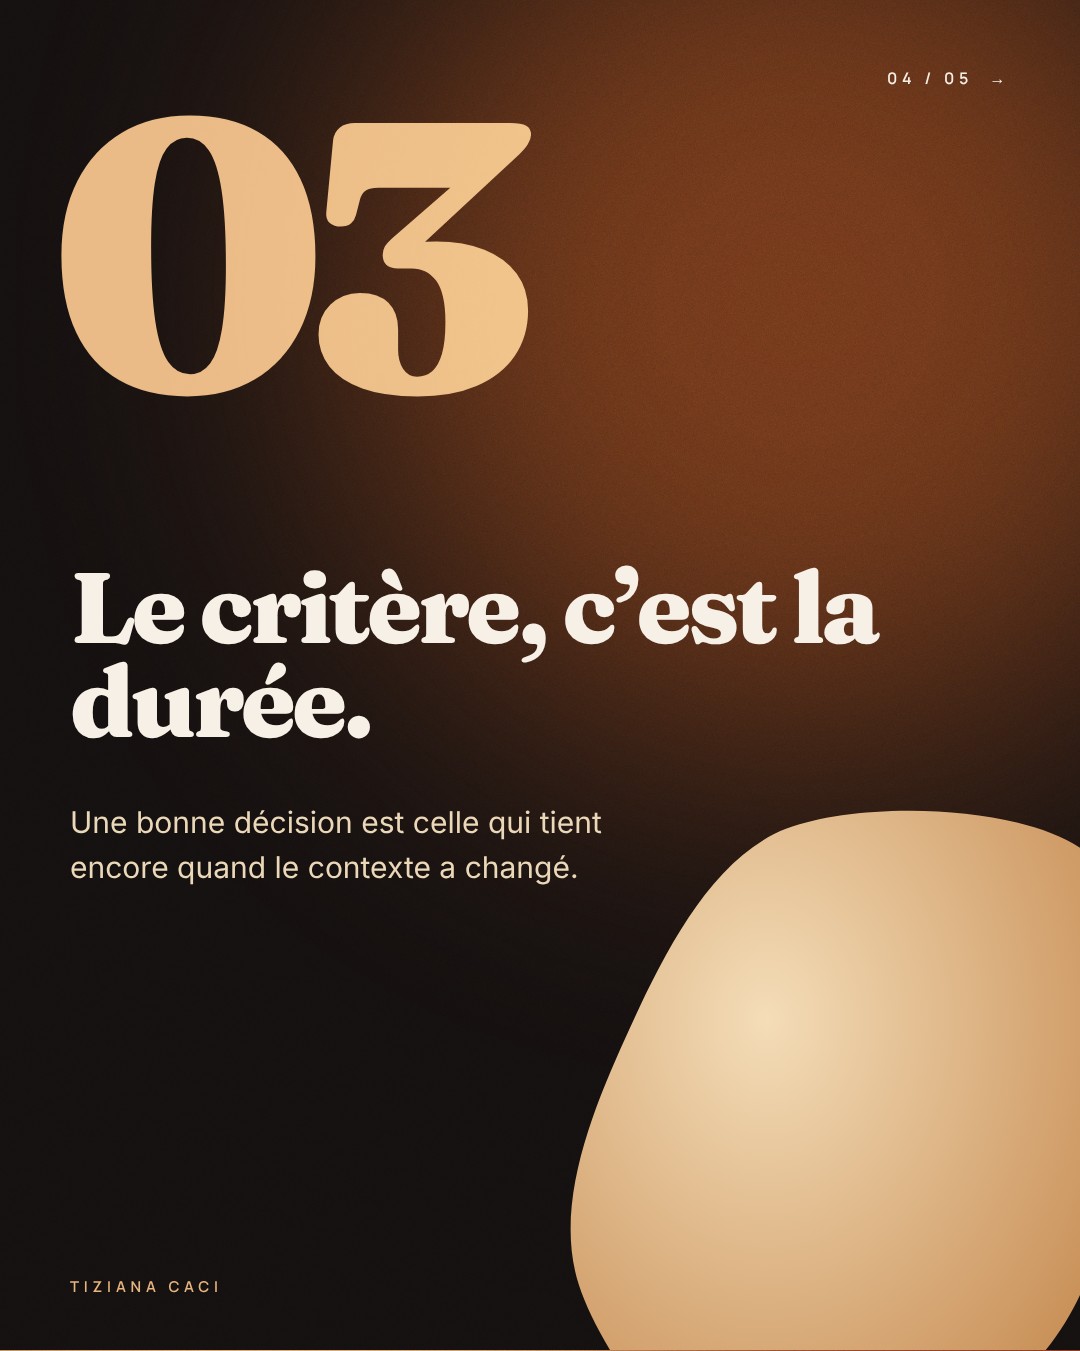 04 / 05 →
03
Le critère, c’est la
durée.
Une bonne décision est celle qui tient
encore quand le contexte a changé.
TIZIANA CACI